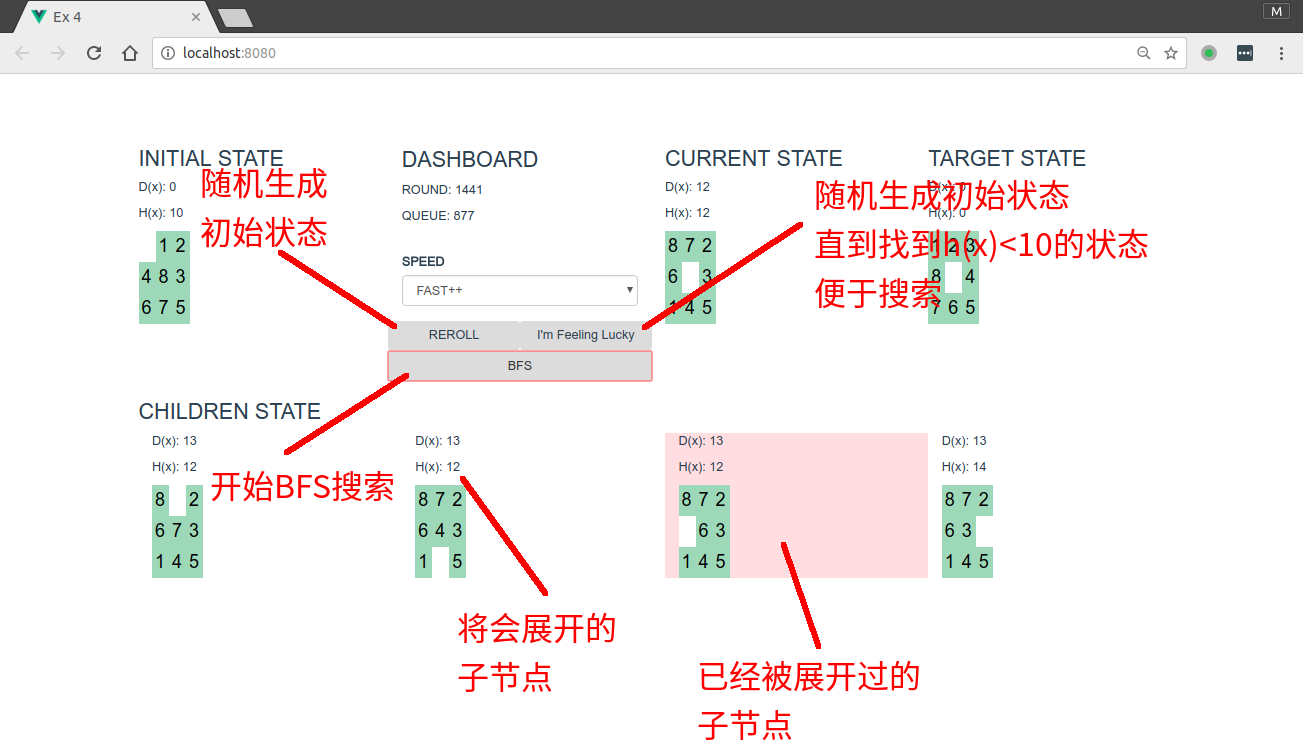 Ex 4
M
localhost:8080
INITIAL STATE
D(x): 0
H(x): 10
1 2
4 8 3
6 7 5
随机生成
初始状态
DASHBOARD
ROUND: 1441
QUEUE: 877
SPEED
FAST++
REROLL
I'm Feeling Lucky
BFS
CURRENT STATE
D(x): 12
H(x): 12
8 7 2
6 3
1 4 5
TARGET STATE
D(x): 0
H(x): 0
1 2 3
8 4
7 6 5
随机生成初始状态
直到找到h(x)<10的状态
便于搜索
CHILDREN STATE
D(x): 13
H(x): 12
8 2
6 7 3
1 4 5
开始BFS搜索
D(x): 13
H(x): 12
8 7 2
6 4 3
1 5
D(x): 13
H(x): 12
8 7 2
6 3
1 4 5
D(x): 13
H(x): 14
8 7 2
6 3
1 4 5
将会展开的
子节点
已经被展开过的
子节点